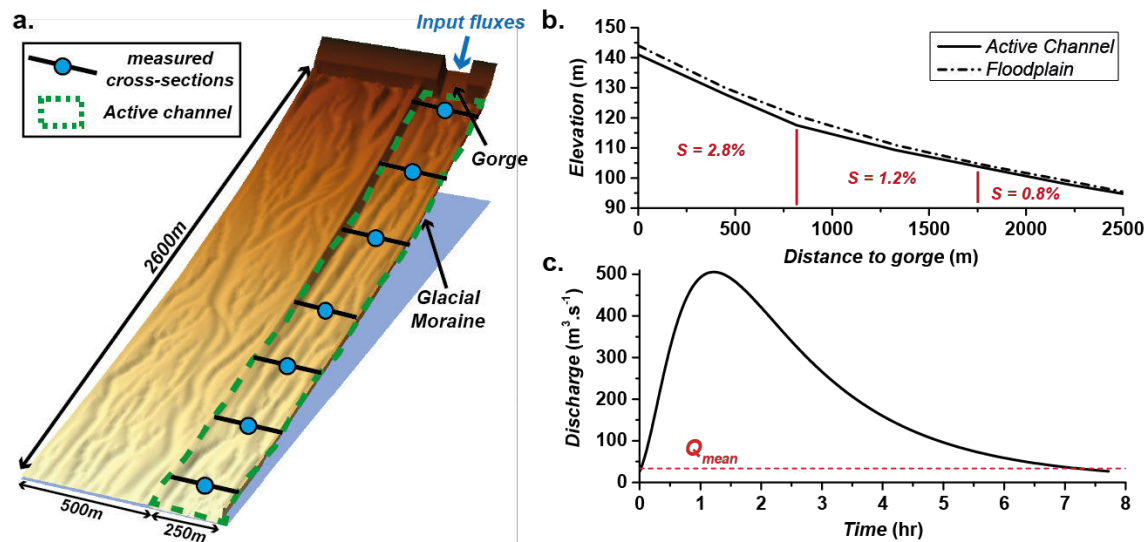 a.
measured
cross-sections
Active channel
Input fluxes
Gorge
Glacial
Moraine
2600m
500m
250m
b.
Elevation
(m)
150
140
130
120
110
100
90
Active Channel
Floodplain
S = 2.8%
S = 1.2%
S = 0.8%
0 500 1000 1500 2000 2500
Distance to gorge (m)
c.
Discharge (m³.s⁻¹)
500
400
300
200
100
0
Qmean
0 1 2 3 4 5 6 7 8
Time (hr)